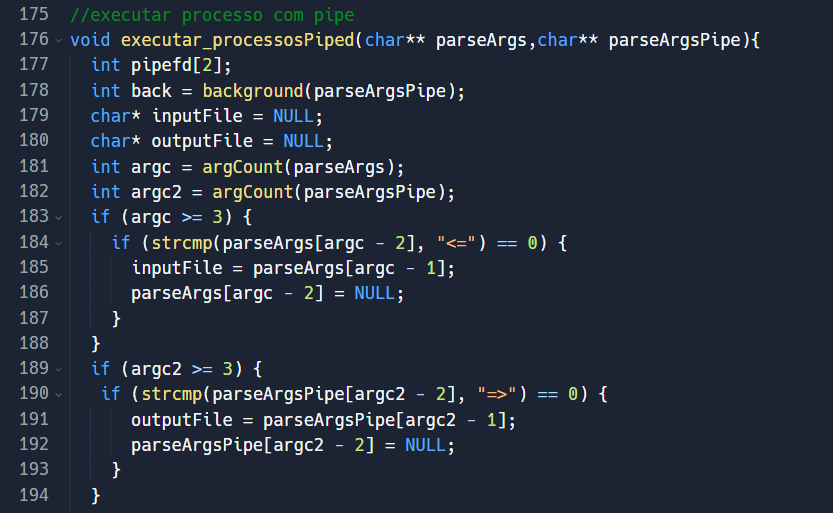 175 //executar processo com pipe
176 void executar_processosPiped(char** parseArgs,char** parseArgsPipe){
177 int pipefd[2];
178 int back = background(parseArgsPipe);
179 char* inputFile = NULL;
180 char* outputFile = NULL;
181 int argc = argCount(parseArgs);
182 int argc2 = argCount(parseArgsPipe);
183 if (argc >= 3) {
184 if (strcmp(parseArgs[argc - 2], "<=") == 0) {
185 inputFile = parseArgs[argc - 1];
186 parseArgs[argc - 2] = NULL;
187 }
188 }
189 if (argc2 >= 3) {
190 if (strcmp(parseArgsPipe[argc2 - 2], "=>") == 0) {
191 outputFile = parseArgsPipe[argc2 - 1];
192 parseArgsPipe[argc2 - 2] = NULL;
193 }
194 }